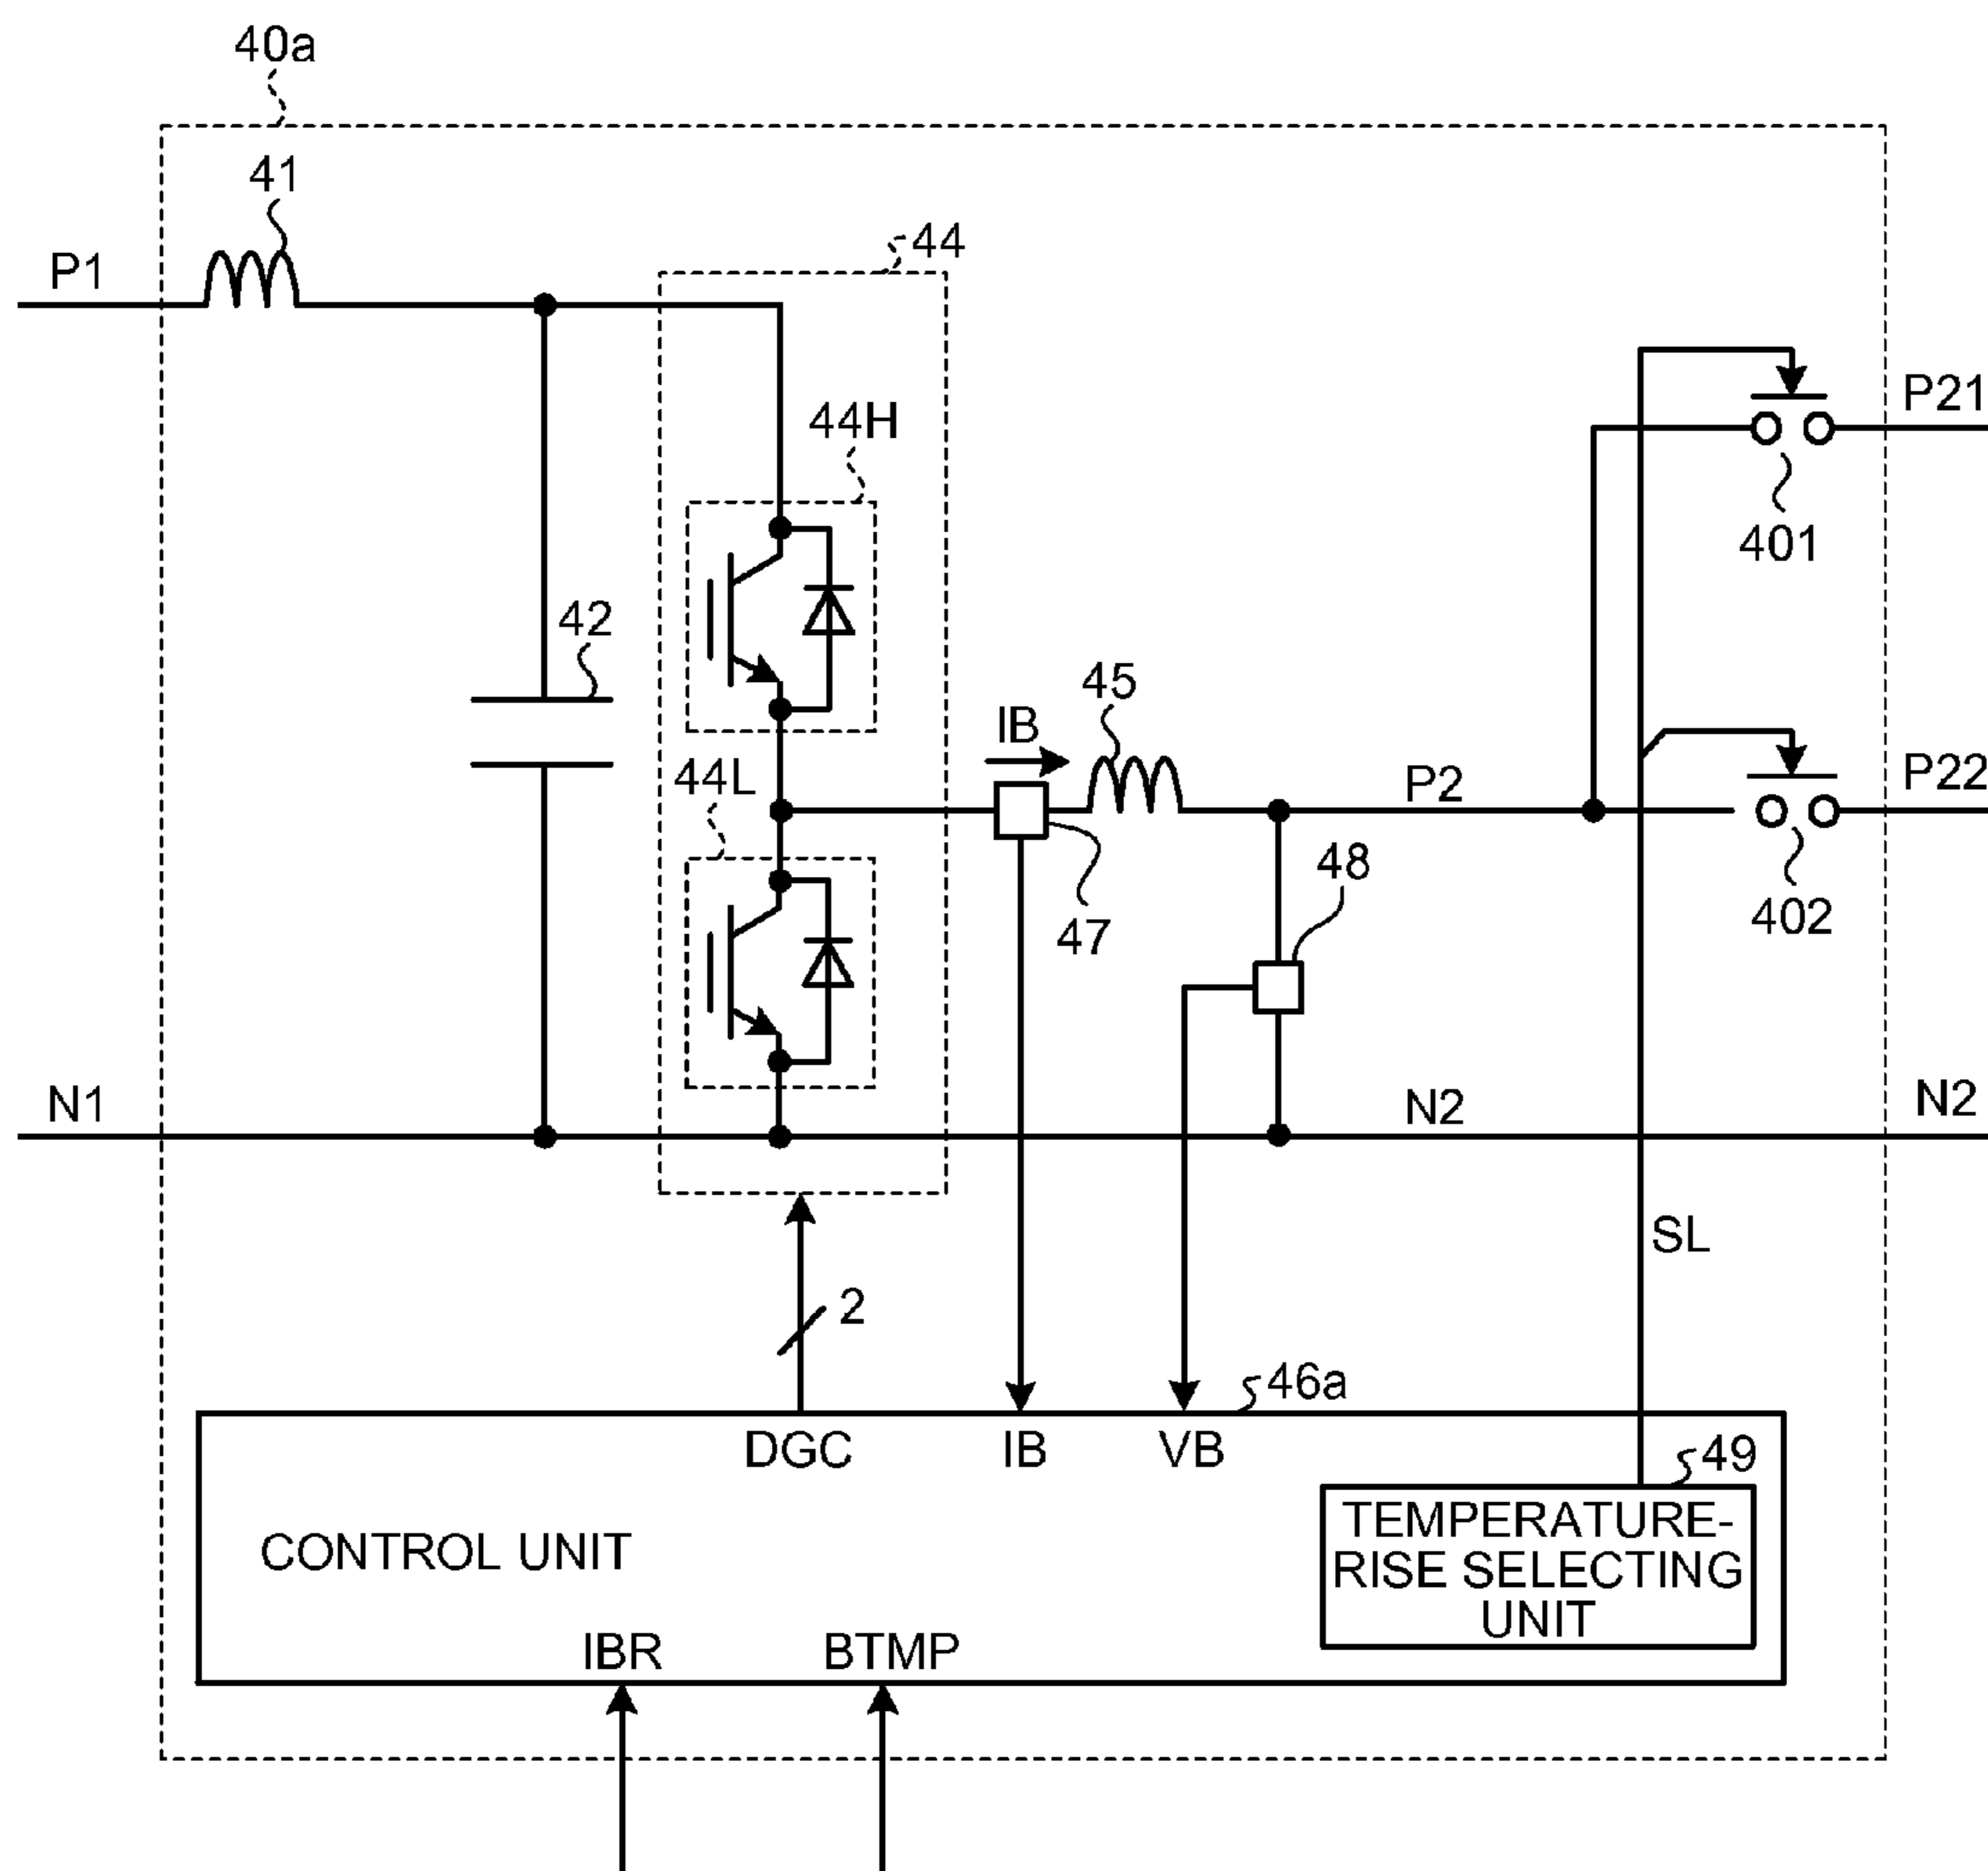 40a
41
P1
44
P21
44H
401
42
45
IB
44L
P2
P22
48
47
402
N1
N2
N2
SL
2
46a
DGC
IB
VB
49
TEMPERATURE-
RISE SELECTING
UNIT
CONTROL UNIT
IBR
BTMP